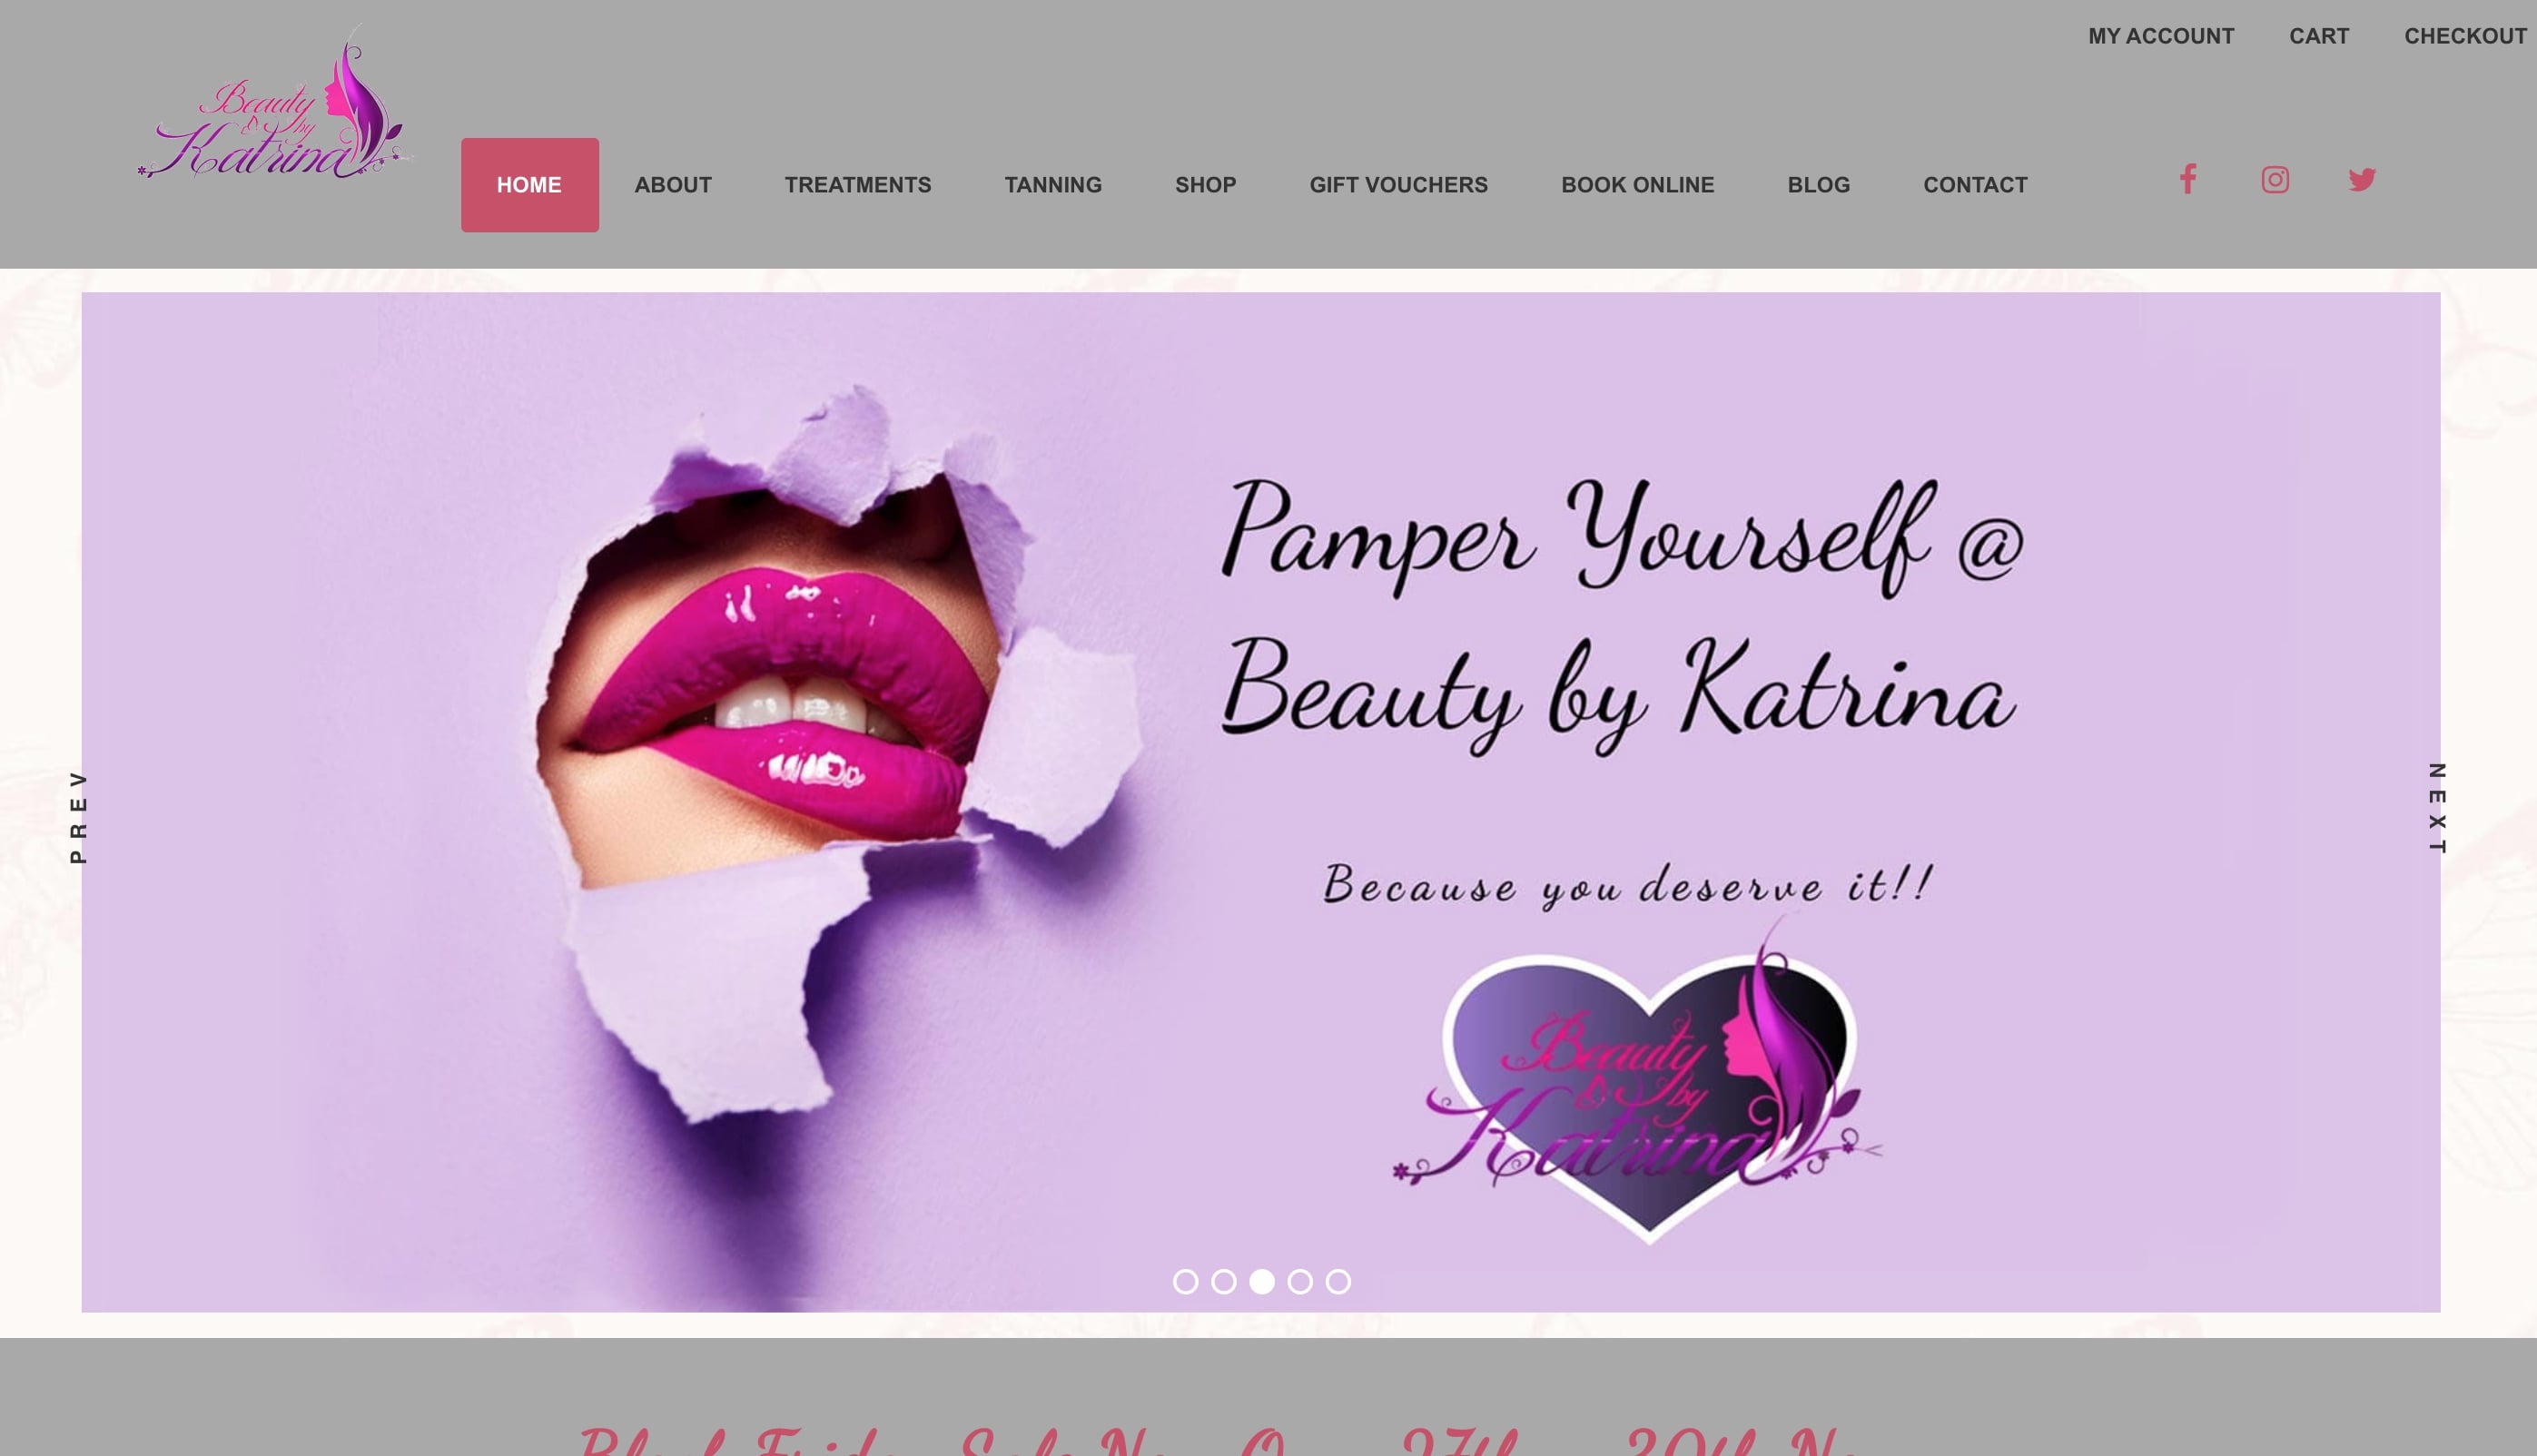 MY ACCOUNT CART CHECKOUT
Beauty
by
Katrina
HOME ABOUT TREATMENTS TANNING SHOP GIFT VOUCHERS BOOK ONLINE BLOG CONTACT
Pamper Yourself @
Beauty by Katrina
PREV
NEXT
Because you deserve it!!
Beauty
by
Katrina